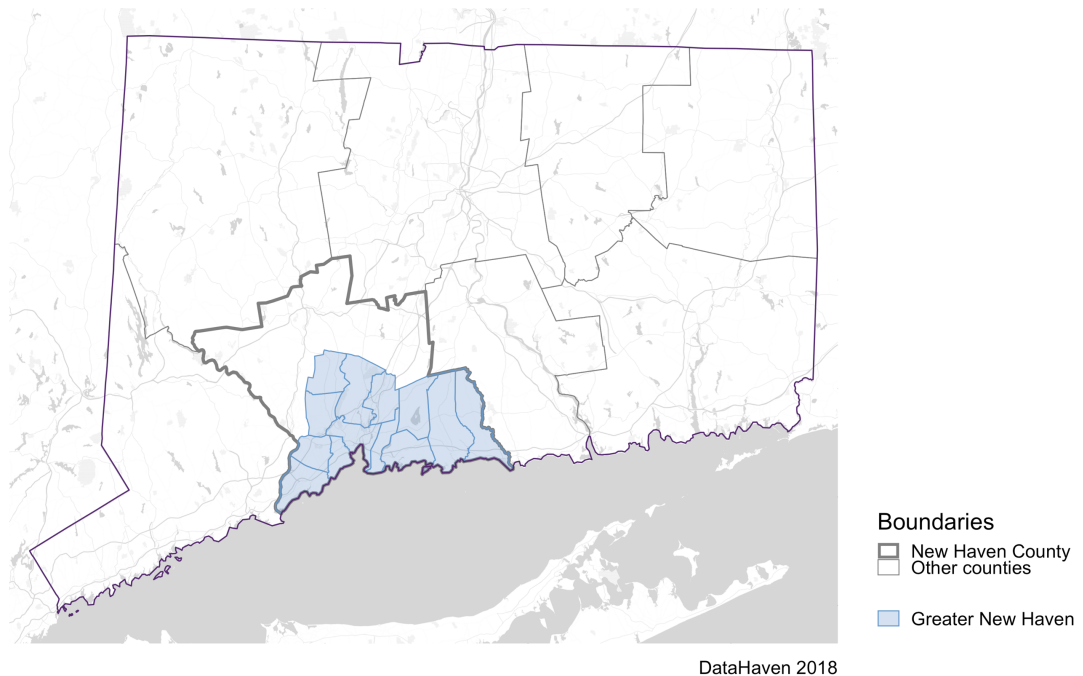 Boundaries
New Haven County
Other counties
Greater New Haven
DataHaven 2018